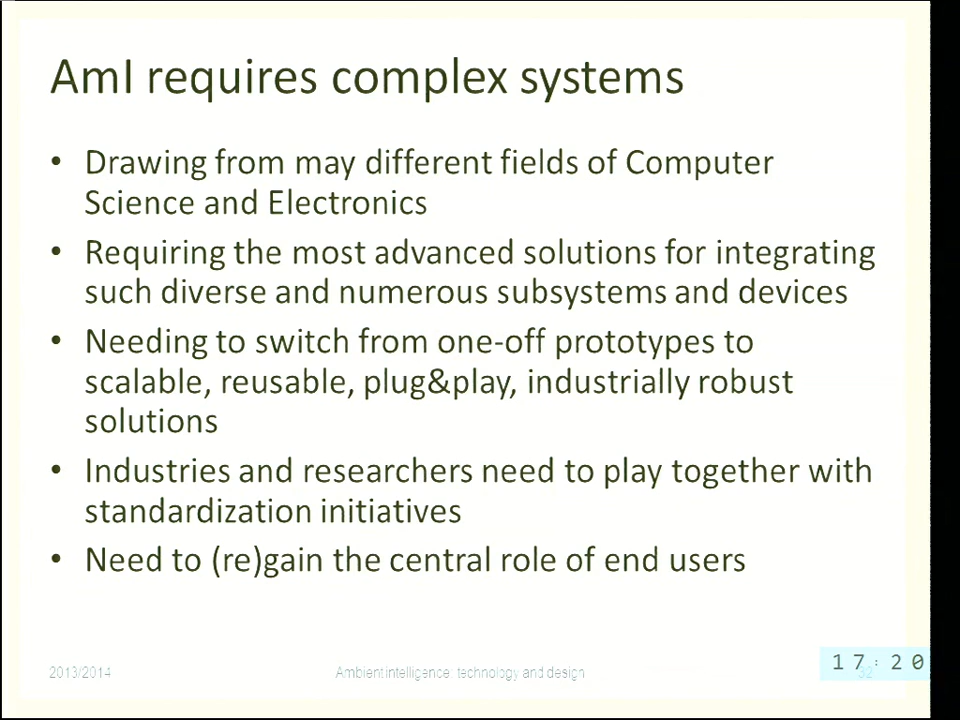 AmI requires complex systems
• Drawing from may different fields of Computer
Science and Electronics
• Requiring the most advanced solutions for integrating
such diverse and numerous subsystems and devices
• Needing to switch from one-off prototypes to
scalable, reusable, plug&play, industrially robust
solutions
• Industries and researchers need to play together with
standardization initiatives
• Need to (re)gain the central role of end users
2013/2014
Ambient intelligence: technology and design
32
17:20